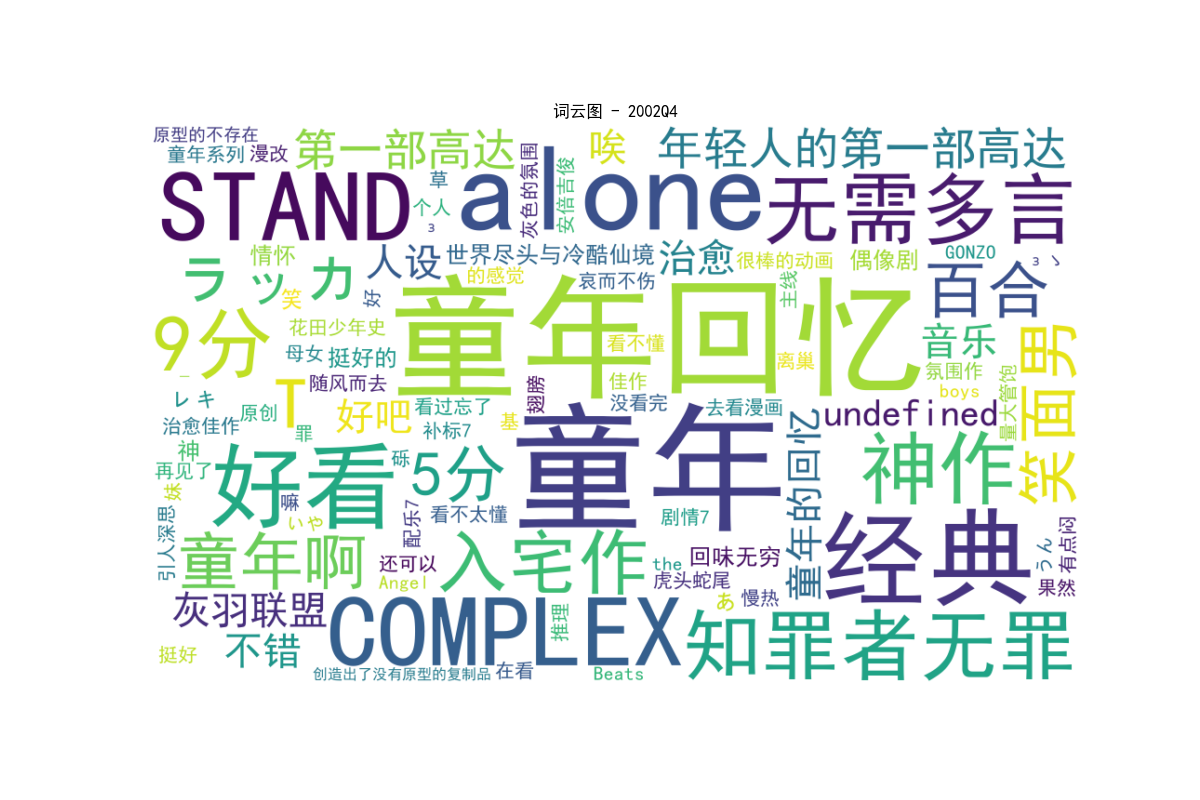 词云图 - 2002Q4
原型的不存在
童年系列
漫改
第一部高达
唉
年轻人的第一部高达
STAND
草
个人
alone
灰色的氛围
安倍吉俊
无需多言
情怀
人设
世界尽头与冷酷仙境
治愈
很棒的动画
偶像剧
GONZO
ラッカ
笑
好
的感觉
哀而不伤
主线
百合
9分
花田少年史
童年回忆
音乐
笑面男
母女
挺好的
看不懂
离巢
氛围作
レキ
T
随风而去
翅膀
佳作
没看完
去看漫画
boys
量大管饱
原创
治愈佳作
罪
好吧
看过忘了
补标7
基
童年
童年的回忆
undefined
神
再见了
好看
砾
5分
神作
妹
嘛
いや
配乐7
看不太懂
剧情7
经典
引人深思
童年啊
还可以
Angel
入宅作
the
回味无穷
虎头蛇尾
うん
有点闷
果然
灰羽联盟
COMPLEX
推理
あ
慢热
知罪者无罪
不错
挺好
创造出了没有原型的复制品
在看
Beats